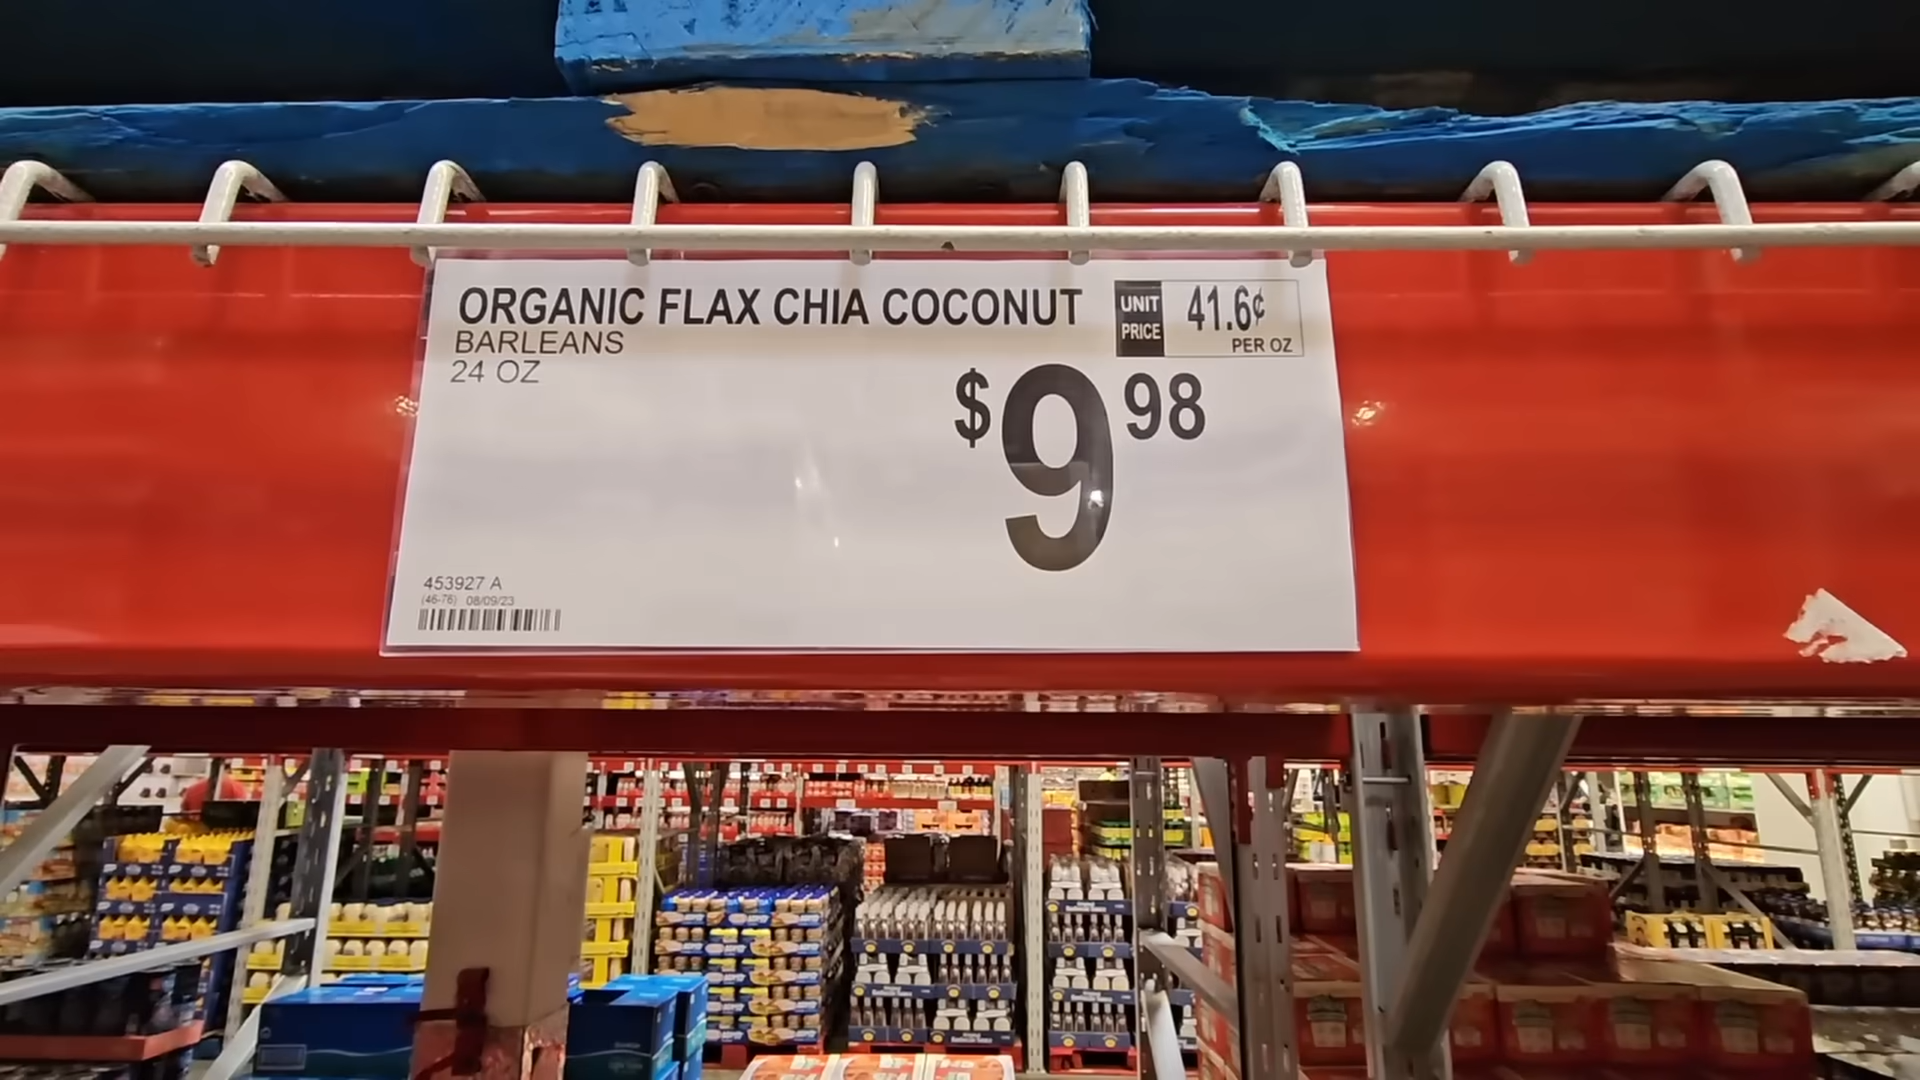 ORGANIC FLAX CHIA COCONUT
BARLEANS
24 OZ
UNIT
PRICE
41.6¢
PER OZ
$9 98
453927 A
(46-76) 08/09/23